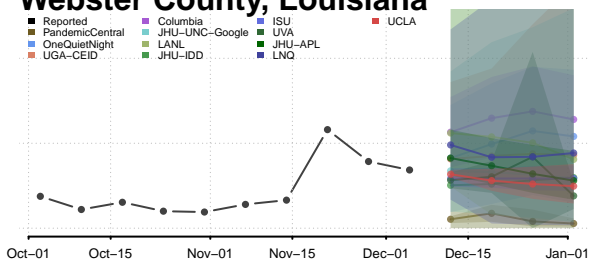 Webster County, Louisiana
Reported Columbia ISU UCLA
PandemicCentral JHU−UNC−Google UVA
OneQuietNight LANL JHU−APL
UGA−CEID JHU−IDD LNQ
Oct−01 Oct−15 Nov−01 Nov−15 Dec−01 Dec−15 Jan−01